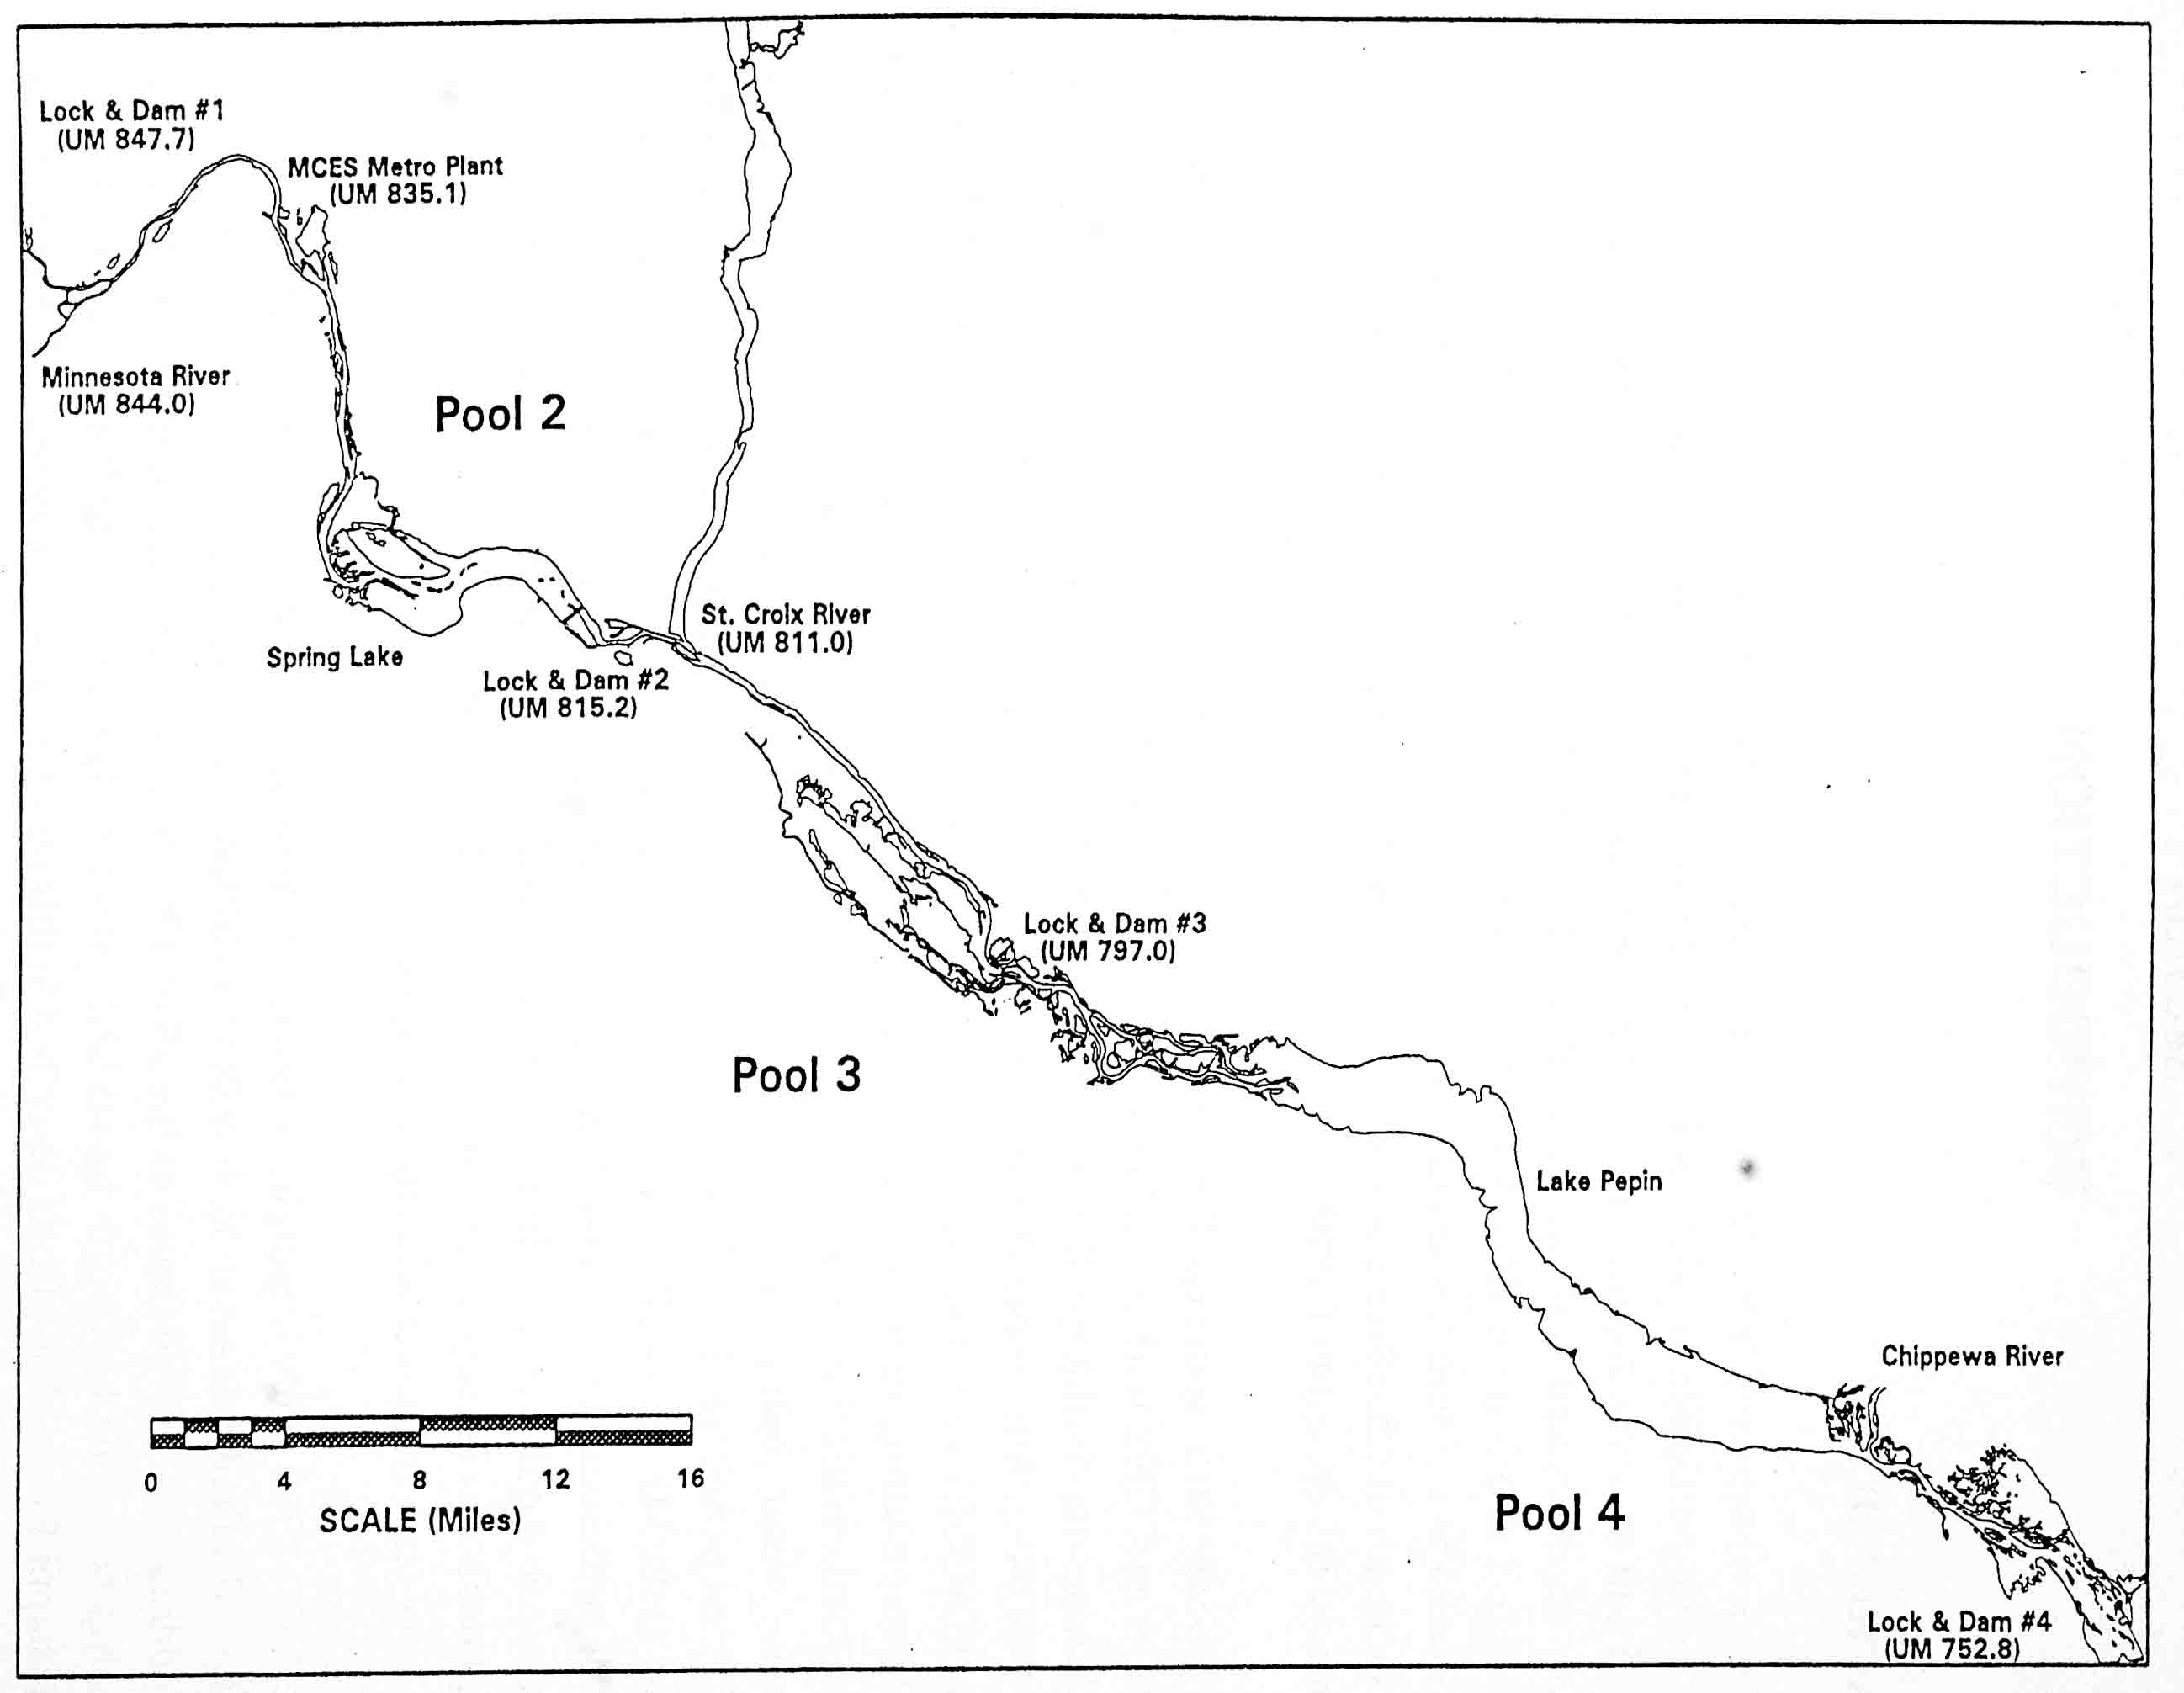 Lock & Dam #1
(UM 847.7)
MCES Metro Plant
(UM 835.1)
Minnesota River
(UM 844.0)
Pool 2
St. Croix River
(UM 811.0)
Spring Lake
Lock & Dam #2
(UM 815.2)
Lock & Dam #3
(UM 797.0)
Pool 3
Lake Pepin
Chippewa River
0 4 8 12 16
SCALE (Miles)
Pool 4
Lock & Dam #4
(UM 752.8)